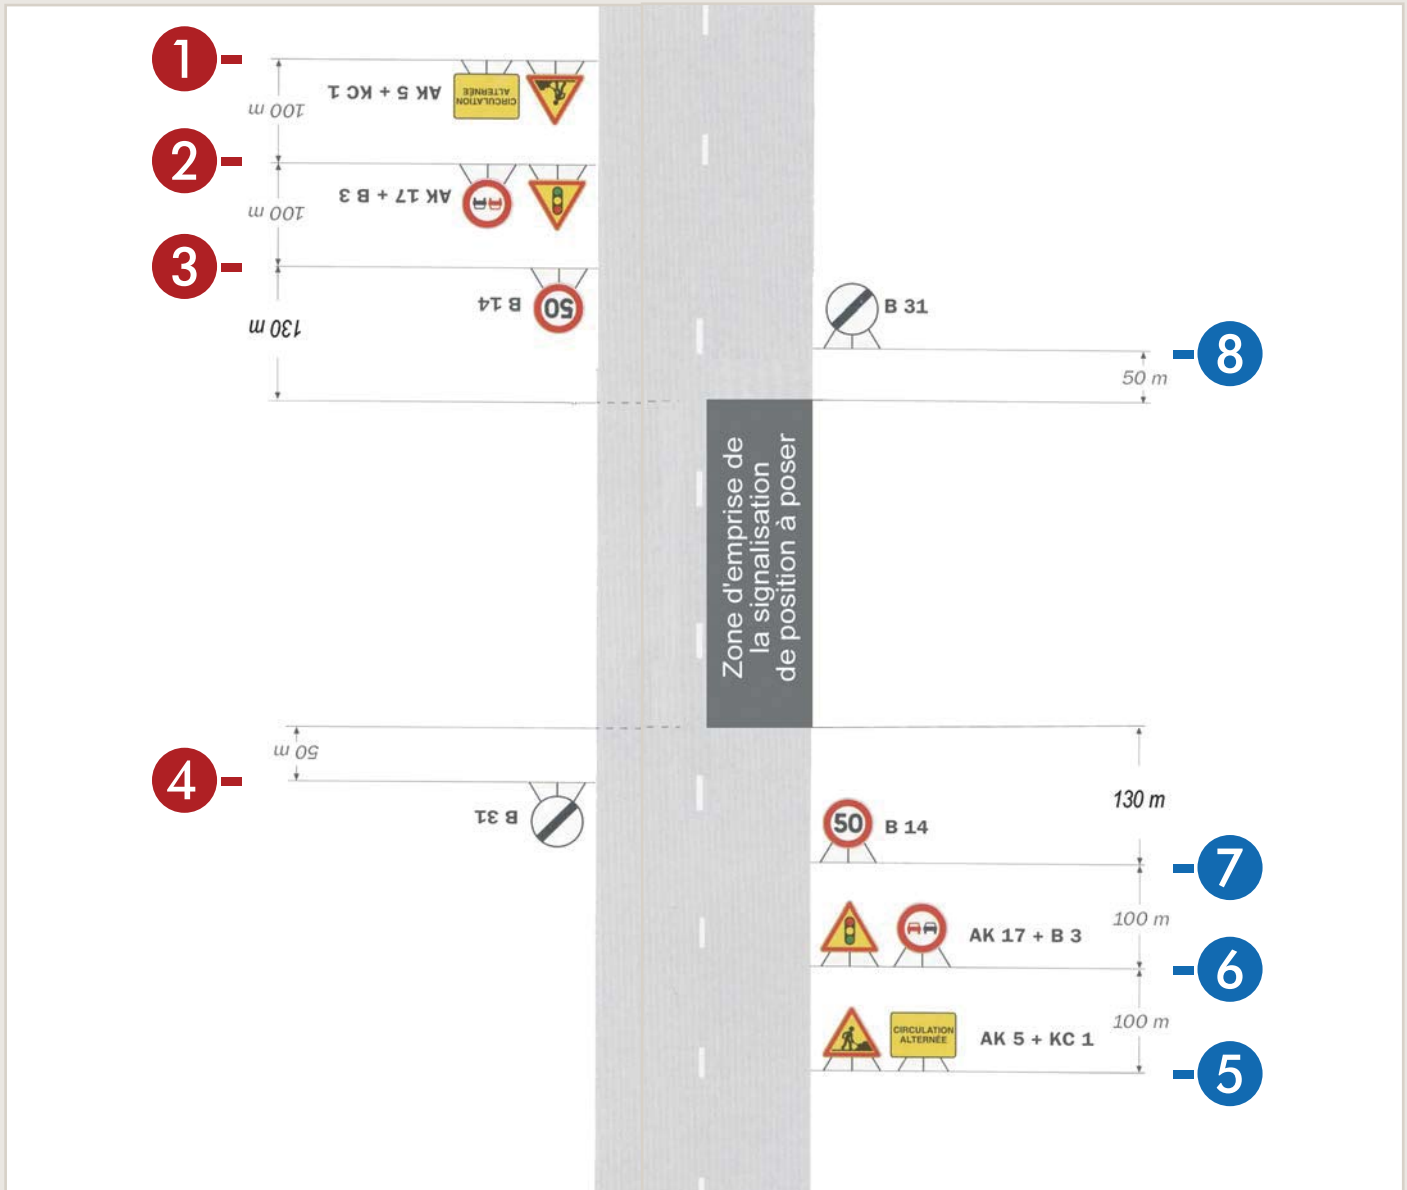 1
CIRCULATION
ALTERNÉE
AK 5 + KC 1
100 m
2
AK 17 + B 3
100 m
3
50
B 14
130 m
B 31
8
50 m
Zone d'emprise de
la signalisation
de position à poser
50 m
4
B 31
50
B 14
130 m
7
AK 17 + B 3
100 m
6
CIRCULATION
ALTERNÉE
AK 5 + KC 1
100 m
5